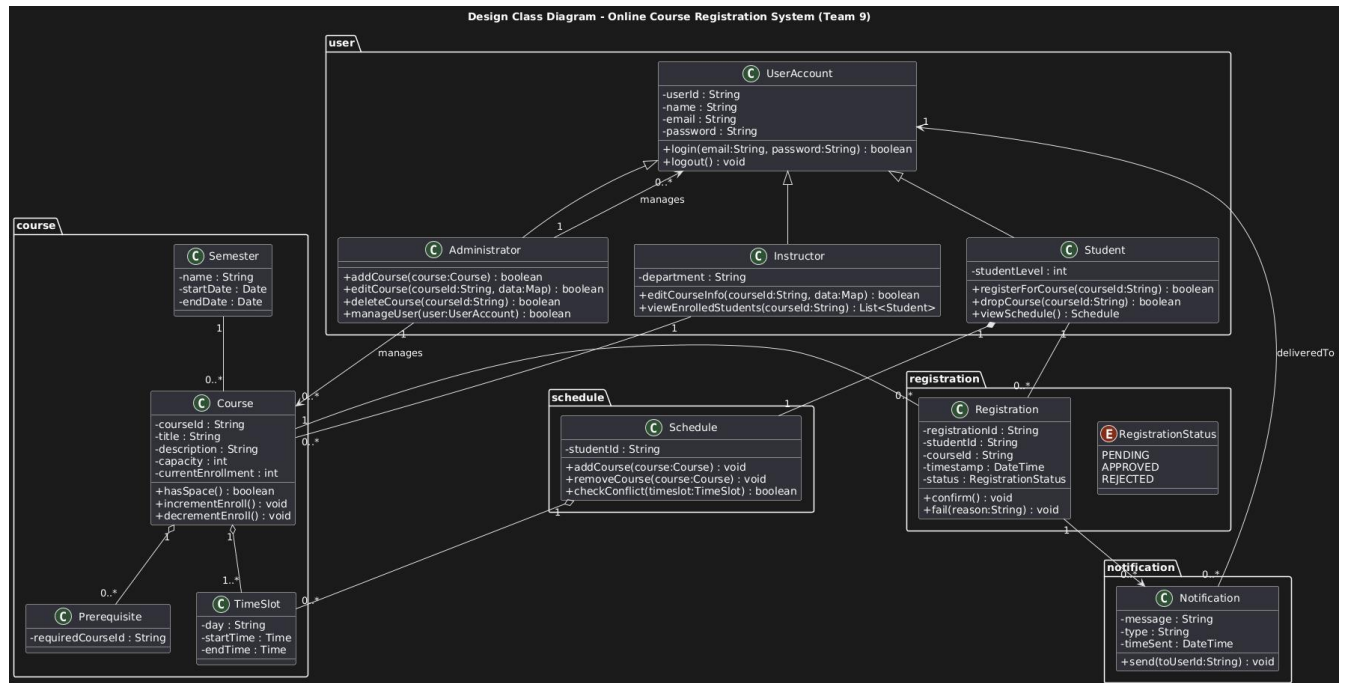 Design Class Diagram - Online Course Registration System (Team 9)
user
C UserAccount
-userId : String
-name : String
-email : String
-password : String
+login(email:String, password:String) : boolean
+logout() : void
1
0..*
manages
1
C Administrator
+addCourse(course:Course) : boolean
+editCourse(courseId:String, data:Map) : boolean
+deleteCourse(courseId:String) : boolean
+manageUser(user:UserAccount) : boolean
C Instructor
-department : String
+editCourseInfo(courseId:String, data:Map) : boolean
+viewEnrolledStudents(courseId:String) : List<Student>
C Student
-studentLevel : int
+registerForCourse(courseId:String) : boolean
+dropCourse(courseId:String) : boolean
+viewSchedule() : Schedule
1
1
1
1
manages
deliveredTo
course
C Semester
-name : String
-startDate : Date
-endDate : Date
1
0..*
C Course
-courseId : String
-title : String
-description : String
-capacity : int
-currentEnrollment : int
+hasSpace() : boolean
+incrementEnroll() : void
+decrementEnroll() : void
0..*
1
0..*
1
1
0..*
1..*
C Prerequisite
-requiredCourseId : String
C TimeSlot
-day : String
-startTime : Time
-endTime : Time
0..*
schedule
1
C Schedule
-studentId : String
+addCourse(course:Course) : void
+removeCourse(course:Course) : void
+checkConflict(timeslot:TimeSlot) : boolean
1
registration
0..*
0..*
C Registration
-registrationId : String
-studentId : String
-courseId : String
-timestamp : DateTime
-status : RegistrationStatus
+confirm() : void
+fail(reason:String) : void
E RegistrationStatus
PENDING
APPROVED
REJECTED
1
notification
0..*
0..*
C Notification
-message : String
-type : String
-timeSent : DateTime
+send(toUserId:String) : void